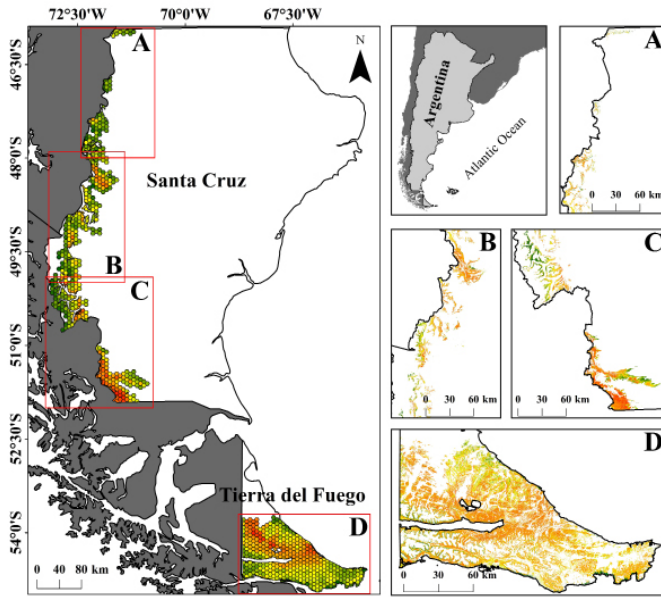 72°30'S
70°0'W
67°30'S
46°30'S
48°0'S
49°30'S
51°0'S
52°30'S
54°0'S
A
B
C
D
N
Santa Cruz
Tierra del Fuego
0 40 80 km
Argentina
Atlantic Ocean
A
0 30 60 km
B
0 30 60 km
C
0 30 60 km
D
0 30 60 km